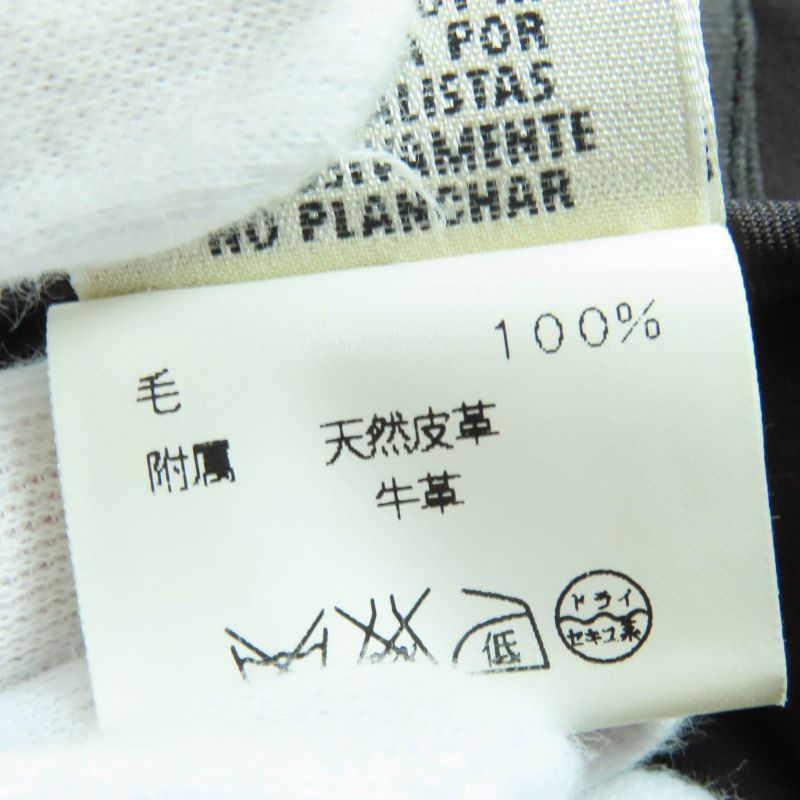 POR
LISTAS
AMENTE
NO PLANCHAR
毛 100%
附属 天然皮革
牛革
低
ドライ
セキユ系